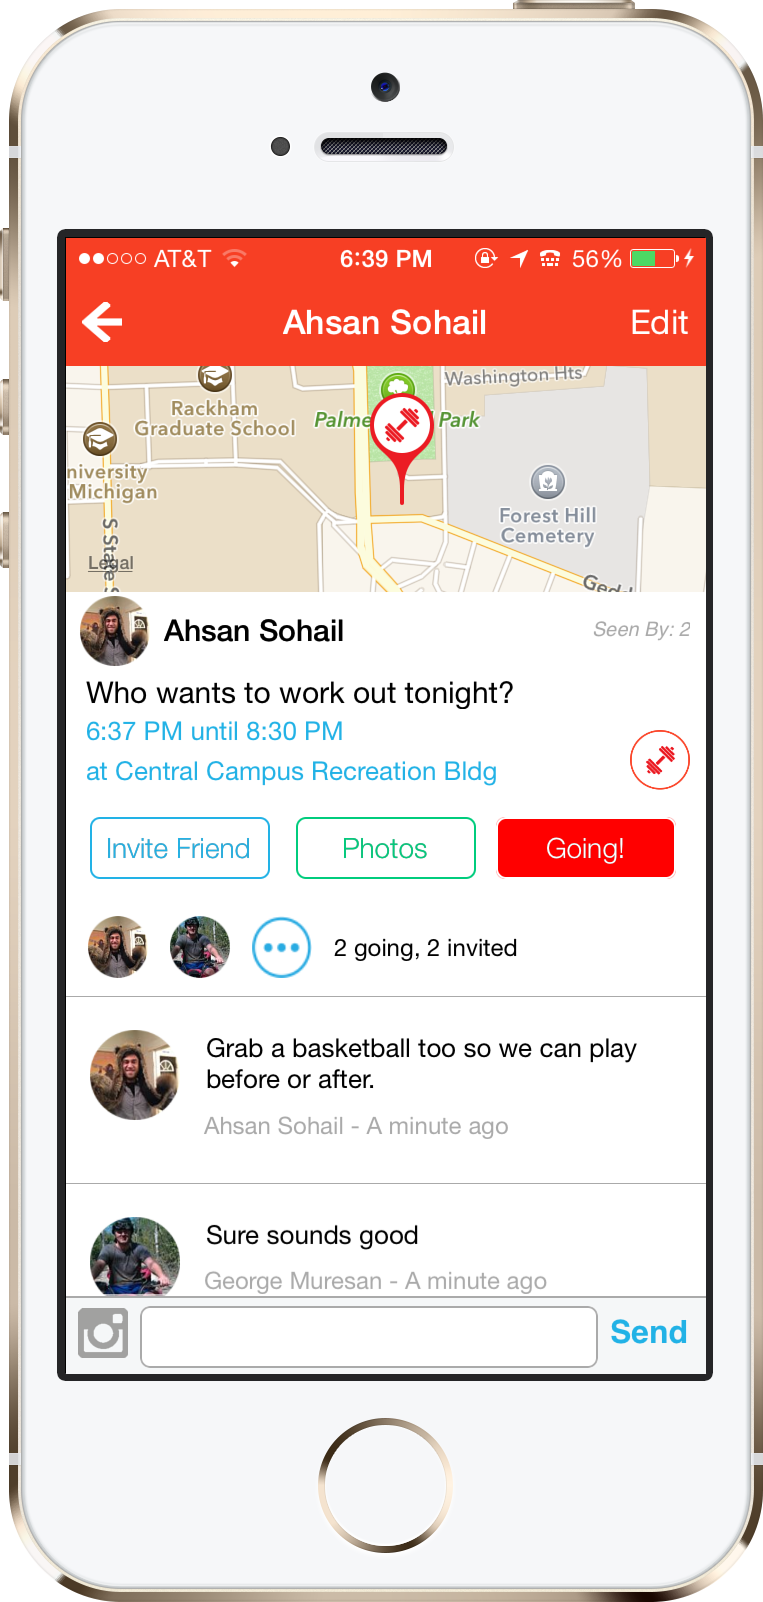 AT&T 6:39 PM 56%
Ahsan Sohail Edit
Washington Hts
Rackham
Graduate School
Park
niversity
Michigan
Forest Hill
Cemetery
S State S
Legal
Ahsan Sohail Seen By: 2
Who wants to work out tonight?
6:37 PM until 8:30 PM
at Central Campus Recreation Bldg
Invite Friend Photos Going!
2 going, 2 invited
Grab a basketball too so we can play
before or after.
Ahsan Sohail - A minute ago
Sure sounds good
George Muresan - A minute ago
Send